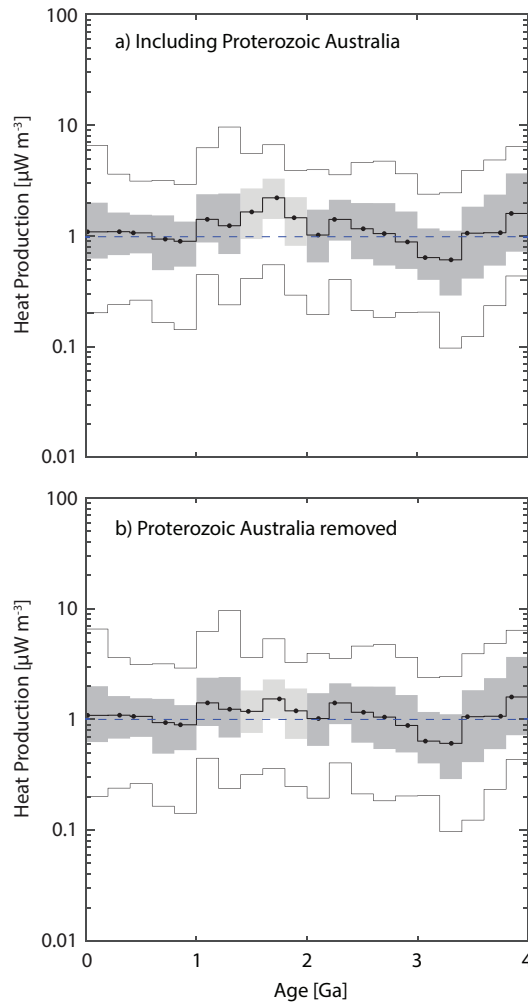 100
a) Including Proterozoic Australia
10
1
0.1
0.01
Heat Production [μW m⁻³]
100
b) Proterozoic Australia removed
10
1
0.1
0.01
Heat Production [μW m⁻³]
0 1 2 3 4
Age [Ga]